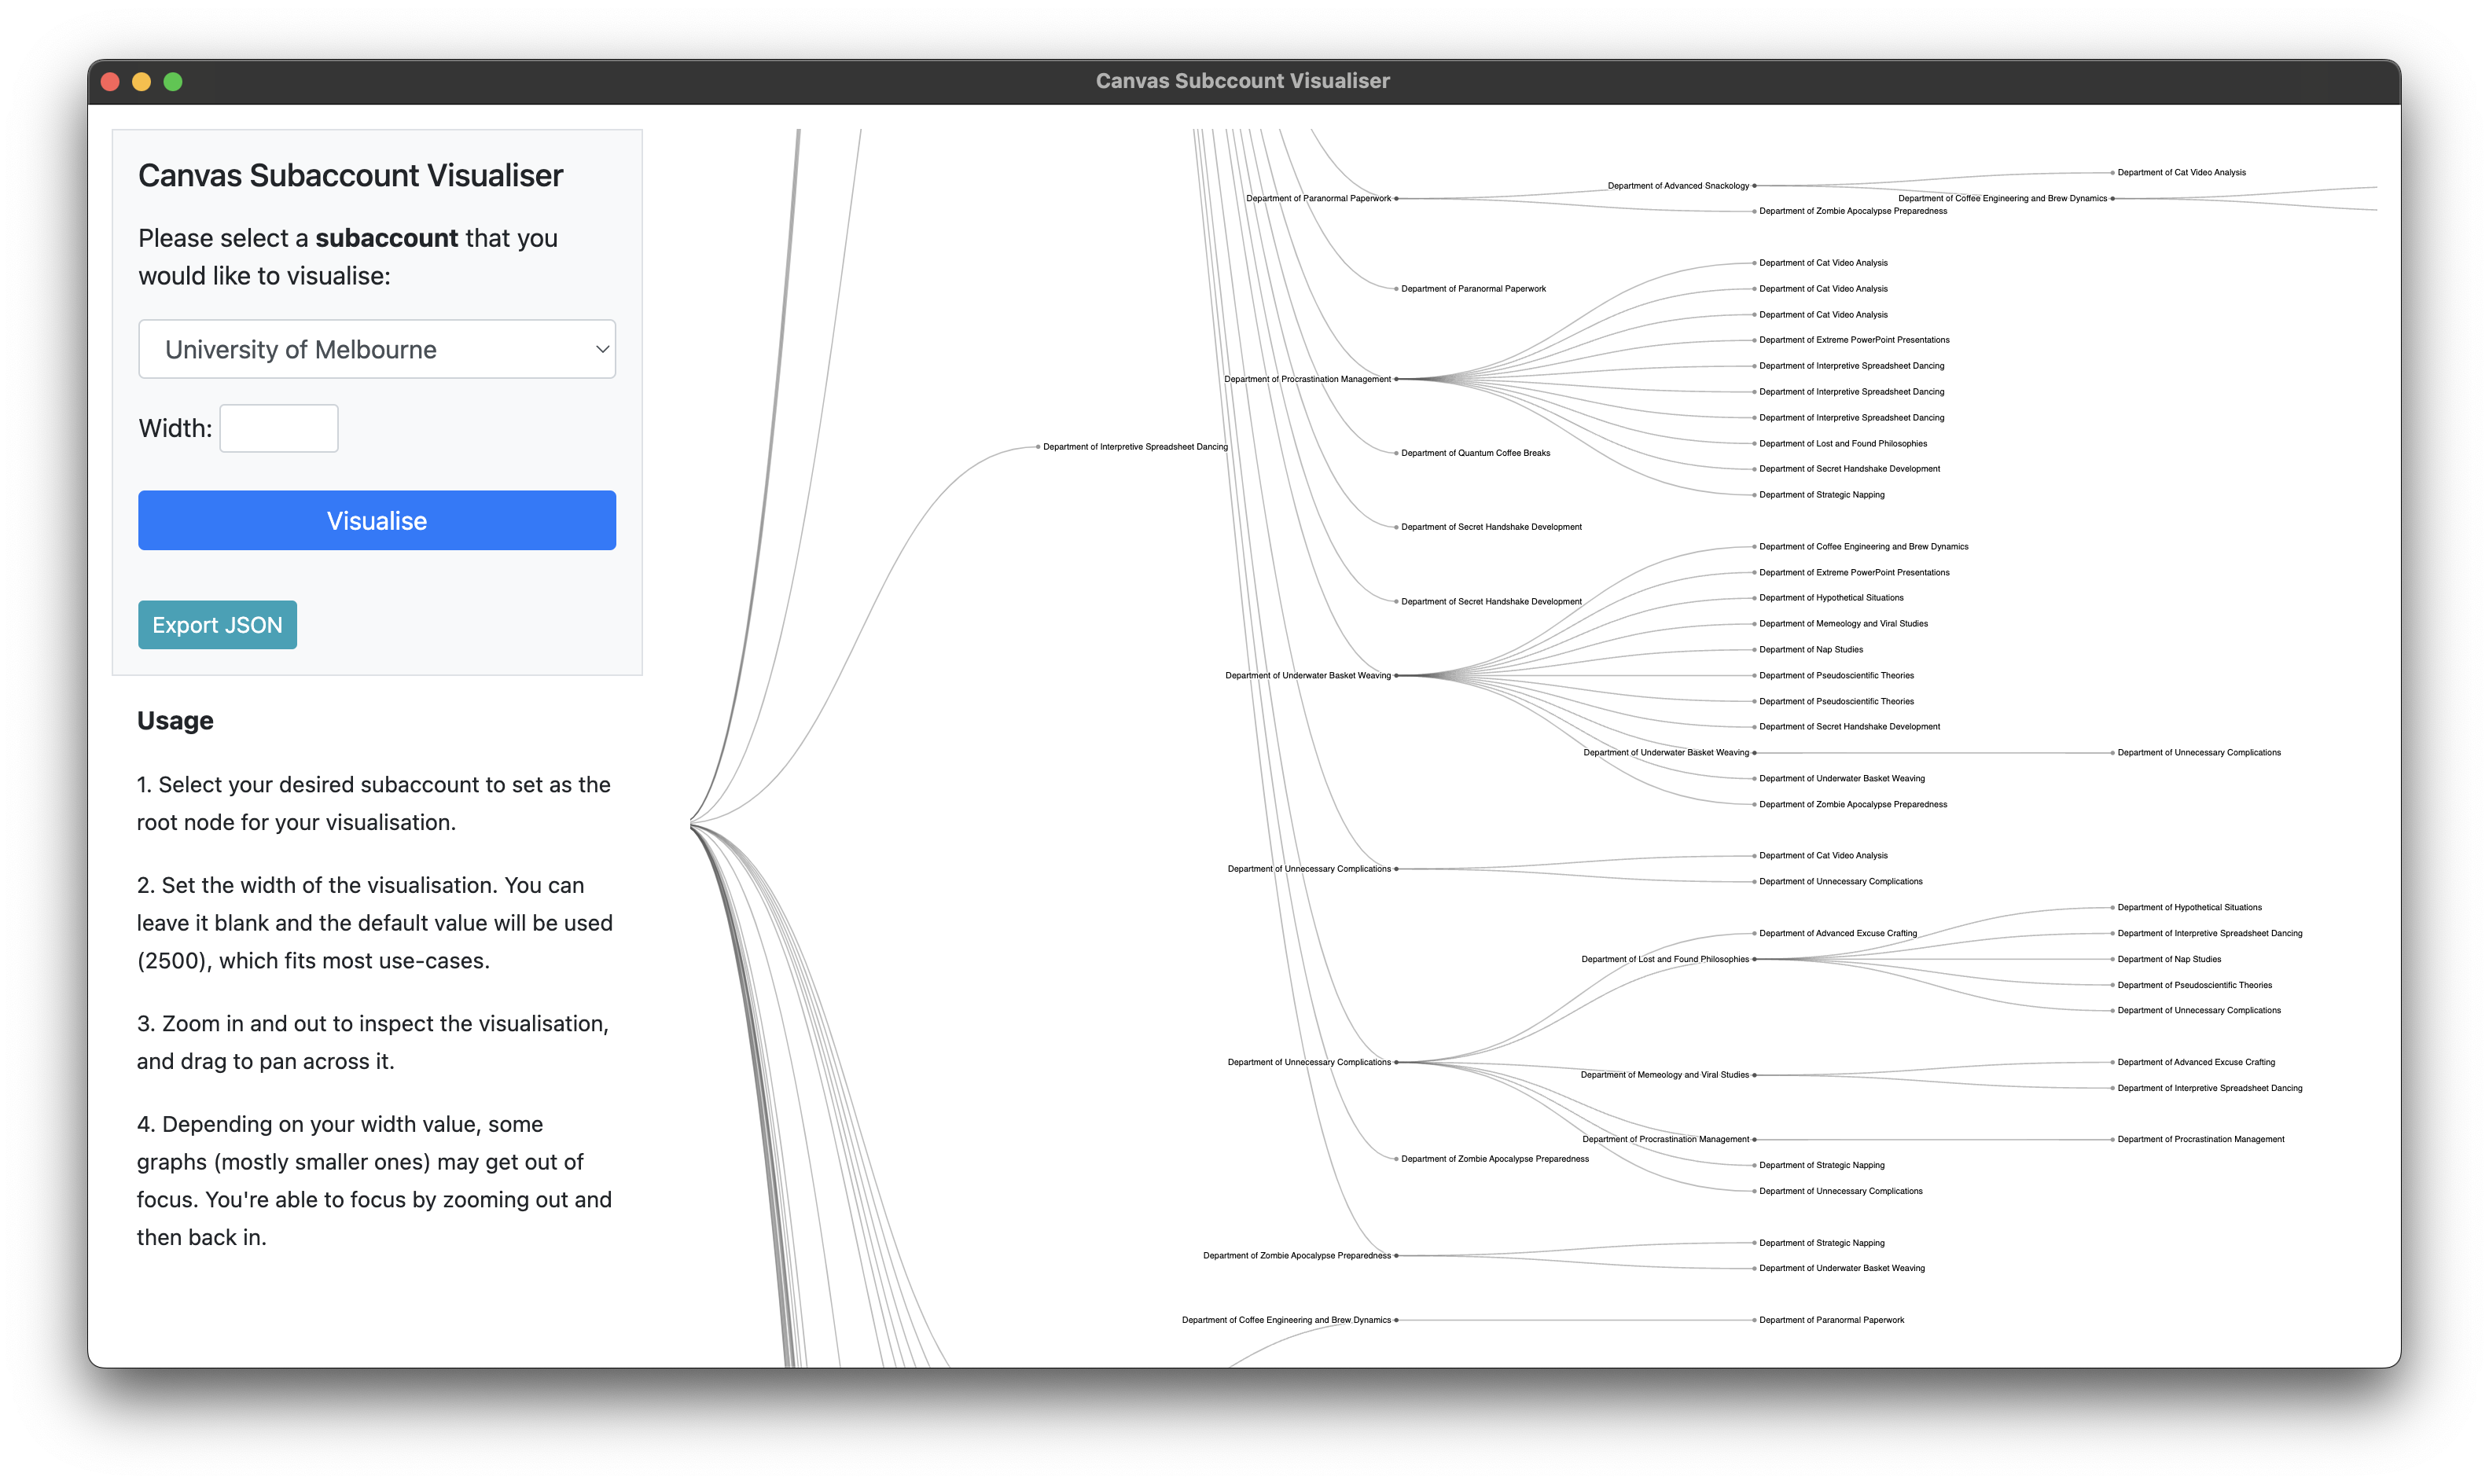 Canvas Subccount Visualiser
Canvas Subaccount Visualiser
Please select a subaccount that you
would like to visualise:
University of Melbourne
Width:
Visualise
Export JSON
Usage
1. Select your desired subaccount to set as the
root node for your visualisation.
2. Set the width of the visualisation. You can
leave it blank and the default value will be used
(2500), which fits most use-cases.
3. Zoom in and out to inspect the visualisation,
and drag to pan across it.
4. Depending on your width value, some
graphs (mostly smaller ones) may get out of
focus. You're able to focus by zooming out and
then back in.
Department of Interpretive Spreadsheet Dancing
Department of Paranormal Paperwork
Department of Paranormal Paperwork
Department of Procrastination Management
Department of Quantum Coffee Breaks
Department of Secret Handshake Development
Department of Secret Handshake Development
Department of Underwater Basket Weaving
Department of Unnecessary Complications
Department of Unnecessary Complications
Department of Zombie Apocalypse Preparedness
Department of Zombie Apocalypse Preparedness
Department of Coffee Engineering and Brew Dynamics
Department of Advanced Snackology
Department of Zombie Apocalypse Preparedness
Department of Cat Video Analysis
Department of Cat Video Analysis
Department of Cat Video Analysis
Department of Extreme PowerPoint Presentations
Department of Interpretive Spreadsheet Dancing
Department of Interpretive Spreadsheet Dancing
Department of Interpretive Spreadsheet Dancing
Department of Lost and Found Philosophies
Department of Secret Handshake Development
Department of Strategic Napping
Department of Coffee Engineering and Brew Dynamics
Department of Extreme PowerPoint Presentations
Department of Hypothetical Situations
Department of Memeology and Viral Studies
Department of Nap Studies
Department of Pseudoscientific Theories
Department of Pseudoscientific Theories
Department of Secret Handshake Development
Department of Underwater Basket Weaving
Department of Underwater Basket Weaving
Department of Zombie Apocalypse Preparedness
Department of Cat Video Analysis
Department of Unnecessary Complications
Department of Advanced Excuse Crafting
Department of Lost and Found Philosophies
Department of Memeology and Viral Studies
Department of Procrastination Management
Department of Strategic Napping
Department of Unnecessary Complications
Department of Strategic Napping
Department of Underwater Basket Weaving
Department of Paranormal Paperwork
Department of Cat Video Analysis
Department of Coffee Engineering and Brew Dynamics
Department of Unnecessary Complications
Department of Hypothetical Situations
Department of Interpretive Spreadsheet Dancing
Department of Nap Studies
Department of Pseudoscientific Theories
Department of Unnecessary Complications
Department of Advanced Excuse Crafting
Department of Interpretive Spreadsheet Dancing
Department of Procrastination Management